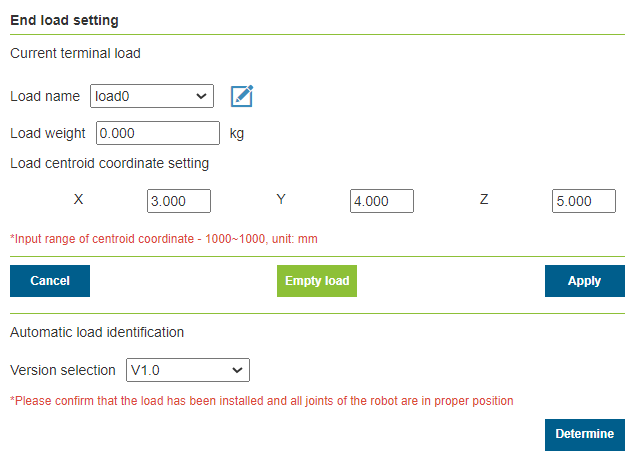 End load setting
Current terminal load
Load name load0
Load weight 0.000 kg
Load centroid coordinate setting
X 3.000 Y 4.000 Z 5.000
*Input range of centroid coordinate - 1000~1000, unit: mm
Cancel Empty load Apply
Automatic load identification
Version selection V1.0
*Please confirm that the load has been installed and all joints of the robot are in proper position
Determine